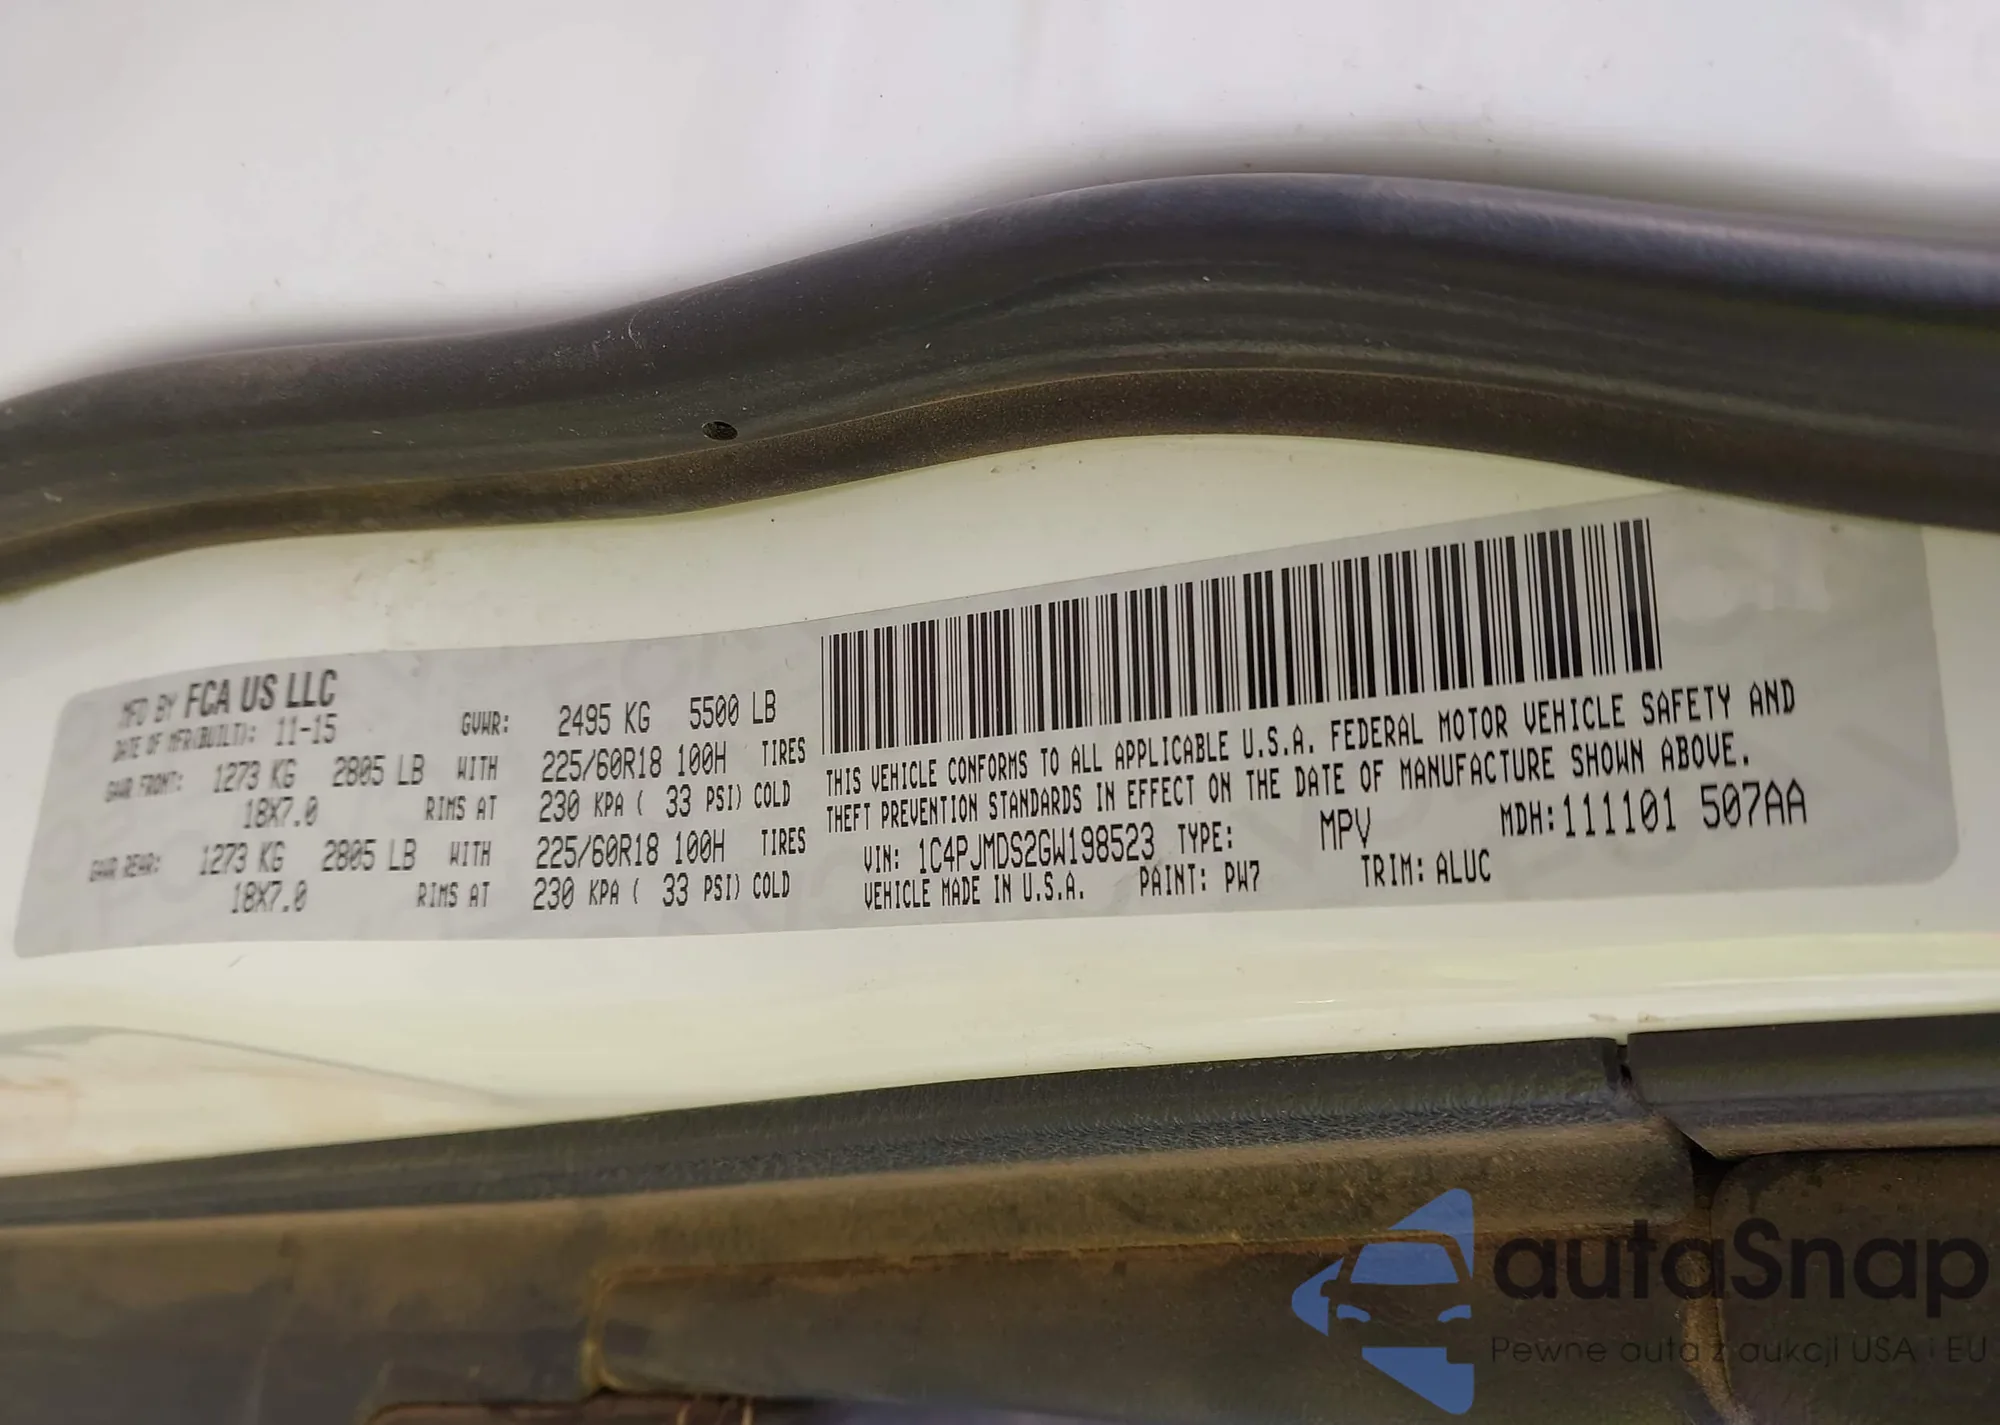 MFD BY FCA US LLC
DATE OF MFR(BUILT): 11-15 GVWR: 2495 KG 5500 LB
GAWR FRONT: 1273 KG 2805 LB WITH 225/60R18 100H TIRES
18X7.0 RIMS AT 230 KPA ( 33 PSI) COLD
GAWR REAR: 1273 KG 2805 LB WITH 225/60R18 100H TIRES
18X7.0 RIMS AT 230 KPA ( 33 PSI) COLD
THIS VEHICLE CONFORMS TO ALL APPLICABLE U.S.A. FEDERAL MOTOR VEHICLE SAFETY AND
THEFT PREVENTION STANDARDS IN EFFECT ON THE DATE OF MANUFACTURE SHOWN ABOVE.
VIN: 1C4PJMDS2GW198523 TYPE: MPV MDH: 111101 507AA
VEHICLE MADE IN U.S.A. PAINT: PW7 TRIM: ALUC
autaSnap
Pewne auta z aukcji USA i EU